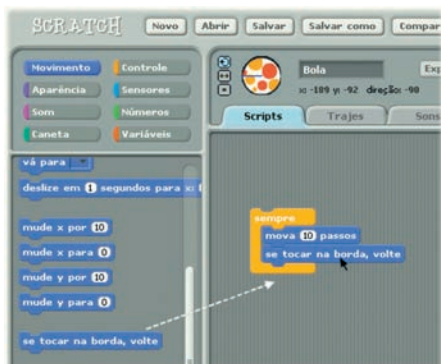 SCRATCH Novo Abrir Salvar Salvar como Compar
Movimento Controle
Aparência Sensores
Som Números
Caneta Variáveis
Bola Exp
x: -189 y: -92 direção: -90
Scripts Trajes Sons
vá para
deslize em 1 segundos para x:
mude x por 10
mude x para 0
mude y por 10
mude y para 0
se tocar na borda, volte
sempre
mova 10 passos
se tocar na borda, volte